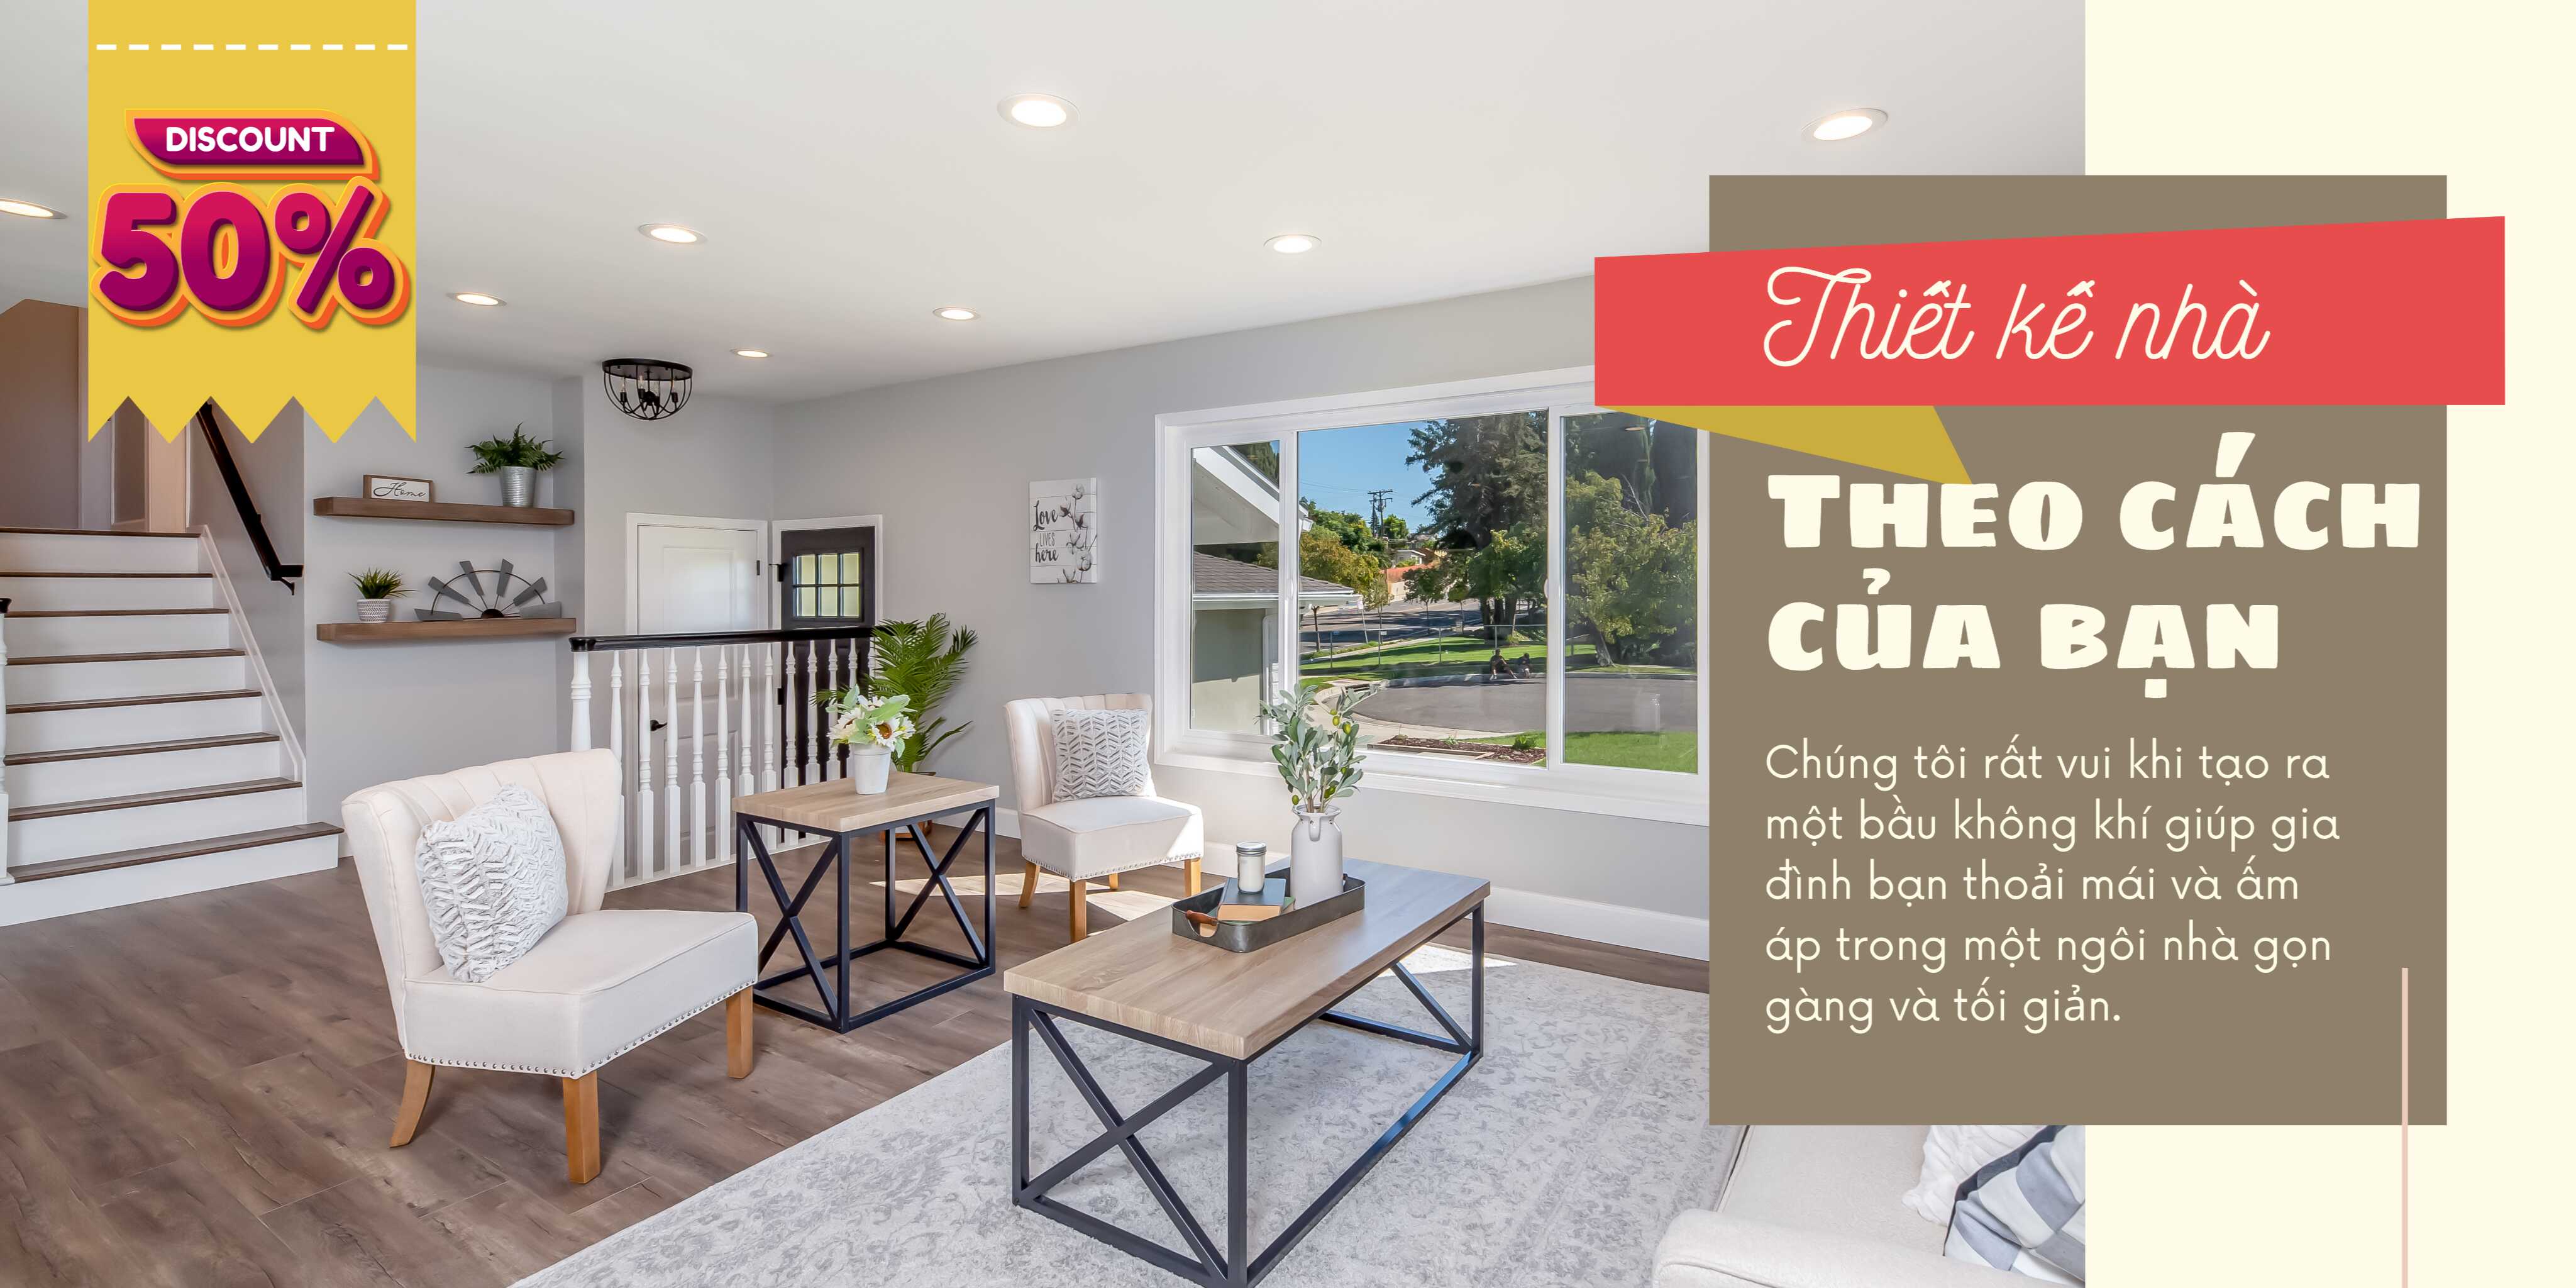 DISCOUNT
50%
Thiết kế nhà
THEO CÁCH
CỦA BẠN
Chúng tôi rất vui khi tạo ra
một bầu không khí giúp gia
đình bạn thoải mái và ấm
áp trong một ngôi nhà gọn
gàng và tối giản.
Home
Love
LIVES
here